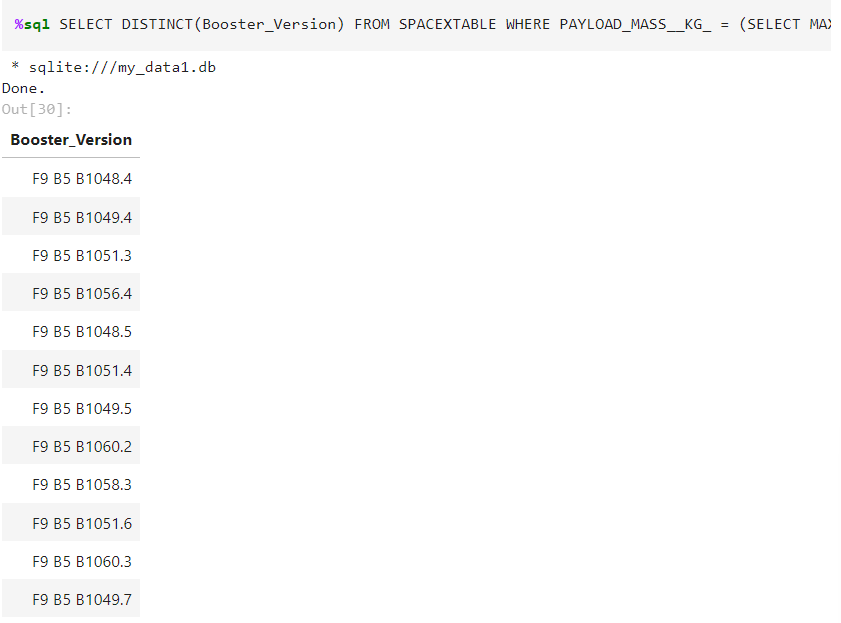 %sql SELECT DISTINCT(Booster_Version) FROM SPACEXTABLE WHERE PAYLOAD_MASS__KG_ = (SELECT
* sqlite:///my_data1.db
Done.
Out[30]:
Booster_Version
F9 B5 B1048.4
F9 B5 B1049.4
F9 B5 B1051.3
F9 B5 B1056.4
F9 B5 B1048.5
F9 B5 B1051.4
F9 B5 B1049.5
F9 B5 B1060.2
F9 B5 B1058.3
F9 B5 B1051.6
F9 B5 B1060.3
F9 B5 B1049.7